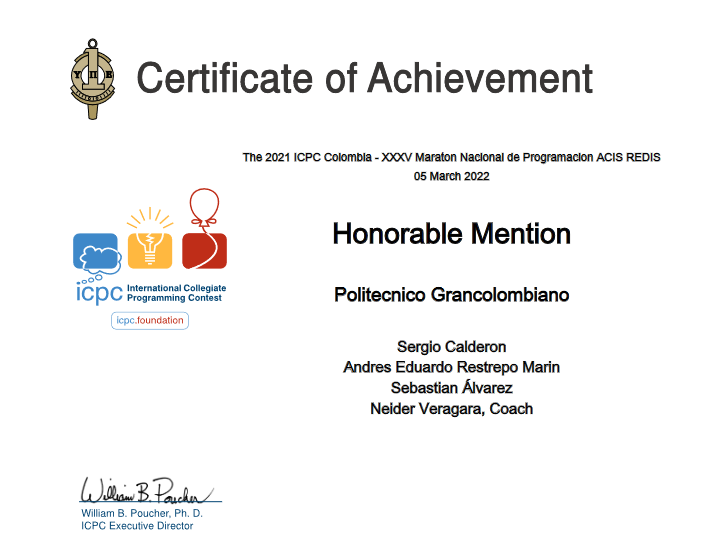 Υ Π Ε
Certificate of Achievement
The 2021 ICPC Colombia - XXXV Maraton Nacional de Programacion ACIS REDIS
05 March 2022
Honorable Mention
Politecnico Grancolombiano
Sergio Calderon
Andres Eduardo Restrepo Marin
Sebastian Álvarez
Neider Veragara, Coach
icpc International Collegiate
Programming Contest
icpc.foundation
William B. Poucher
William B. Poucher, Ph. D.
ICPC Executive Director